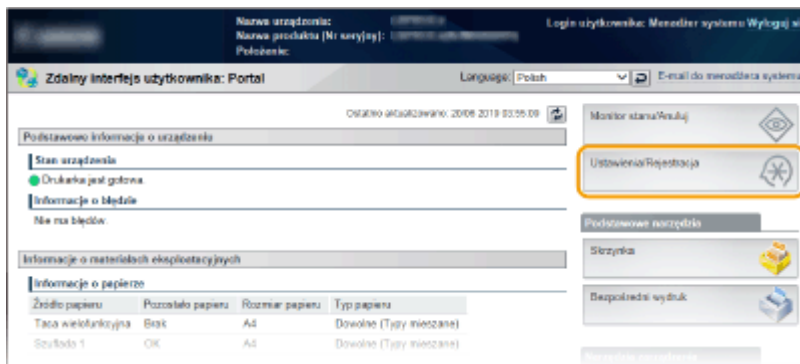 Nazwa urządzenia:
Nazwa produktu (Nr seryjny):
Położenie:
Login użytkownika: Menedżer systemu Wyloguj si
Zdalny interfejs użytkownika: Portal
Language: Polish
E-mail do menadżera systemu
Ostatnio aktualizowano: 20/06 2019 03:55:09
Podstawowe informacje o urządzeniu
Stan urządzenia
Drukarka jest gotowa.
Informacje o błędzie
Nie ma błędów.
Informacje o materiałach eksploatacyjnych
Informacje o papierze
Źródło papieru Pozostało papieru Rozmiar papieru Typ papieru
Taca wielofunkcyjna Brak A4 Dowolne (Typy mieszane)
Szuflada 1 OK A4 Dowolne (Typy mieszane)
Monitor stanu/Anuluj
Ustawienia/Rejestracja
Podstawowe narzędzia
Skrzynka
Bezpośredni wydruk